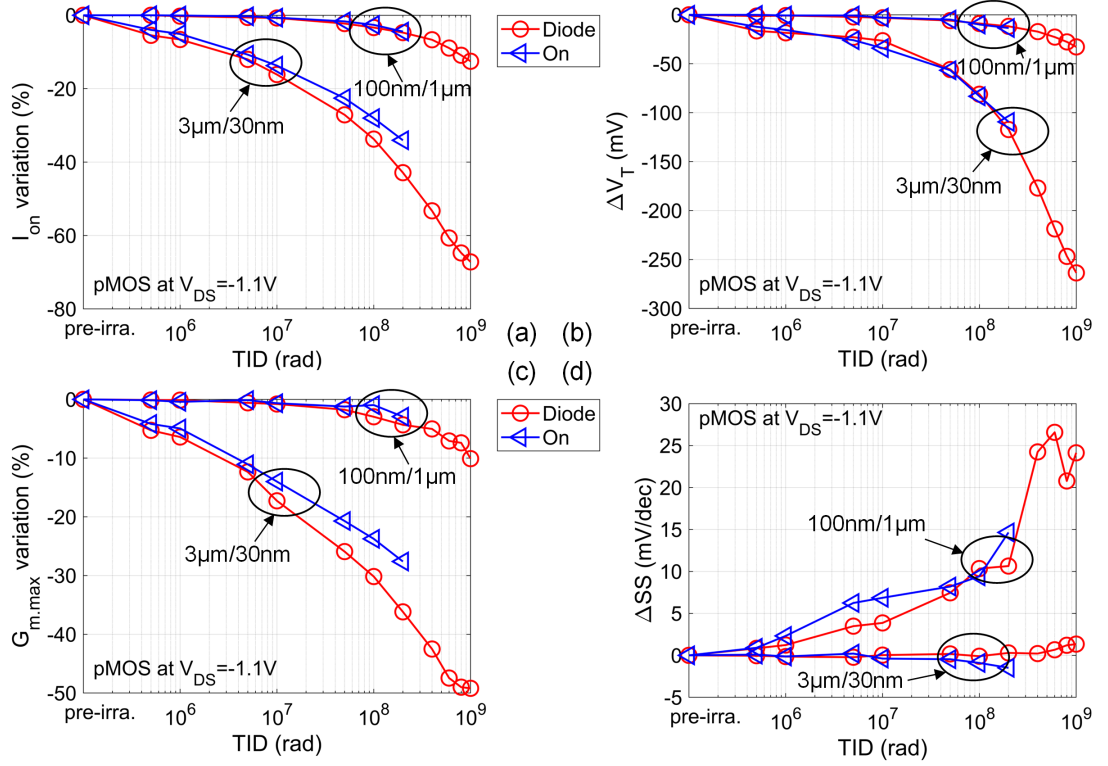 0
-20
-40
-60
-80
I_on variation (%)
100nm/1µm
3µm/30nm
pMOS at V_DS=-1.1V
pre-irra. 10^6 10^7 10^8 10^9
TID (rad)
Diode
On
0
-50
-100
-150
-200
-250
-300
ΔV_T (mV)
100nm/1µm
3µm/30nm
pMOS at V_DS=-1.1V
pre-irra. 10^6 10^7 10^8 10^9
TID (rad)
(a) (b)
(c) (d)
0
-10
-20
-30
-40
-50
G_m.max variation (%)
100nm/1µm
3µm/30nm
pMOS at V_DS=-1.1V
pre-irra. 10^6 10^7 10^8 10^9
TID (rad)
Diode
On
30
25
20
15
10
5
0
-5
ΔSS (mV/dec)
pMOS at V_DS=-1.1V
100nm/1µm
3µm/30nm
pre-irra. 10^6 10^7 10^8 10^9
TID (rad)